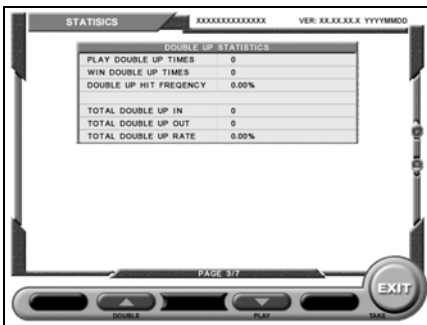 STATISICS XXXXXXXXXXXXXX VER: XX.XX.XX.X YYYYMMDD
DOUBLE UP STATISTICS
PLAY DOUBLE UP TIMES 0
WIN DOUBLE UP TIMES 0
DOUBLE UP HIT FREQENCY 0.00%
TOTAL DOUBLE UP IN 0
TOTAL DOUBLE UP OUT 0
TOTAL DOUBLE UP RATE 0.00%
PAGE 3/7
EXIT
DOUBLE PLAY TAKE